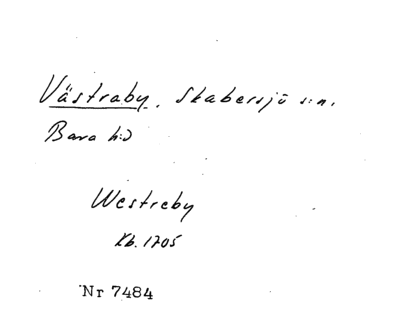 Västraby, Skabersjö s:n,
Bara h:d
Westreby
Kb. 1705
Nr 7484